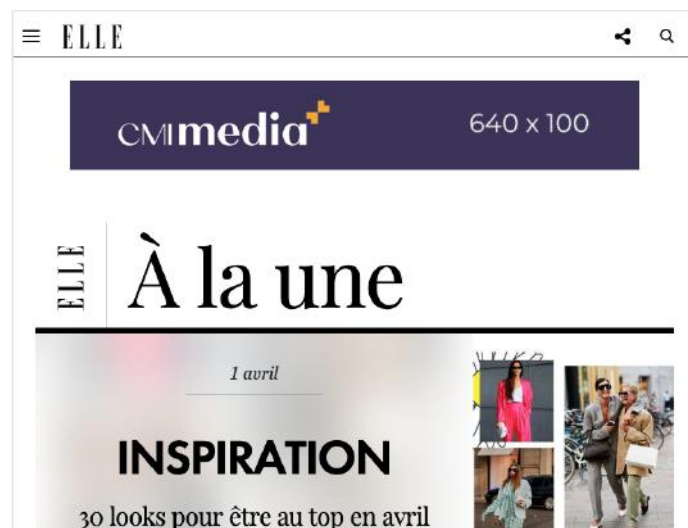 ELLE
CMImedia
640 x 100
ELLE
À la une
1 avril
INSPIRATION
30 looks pour être au top en avril